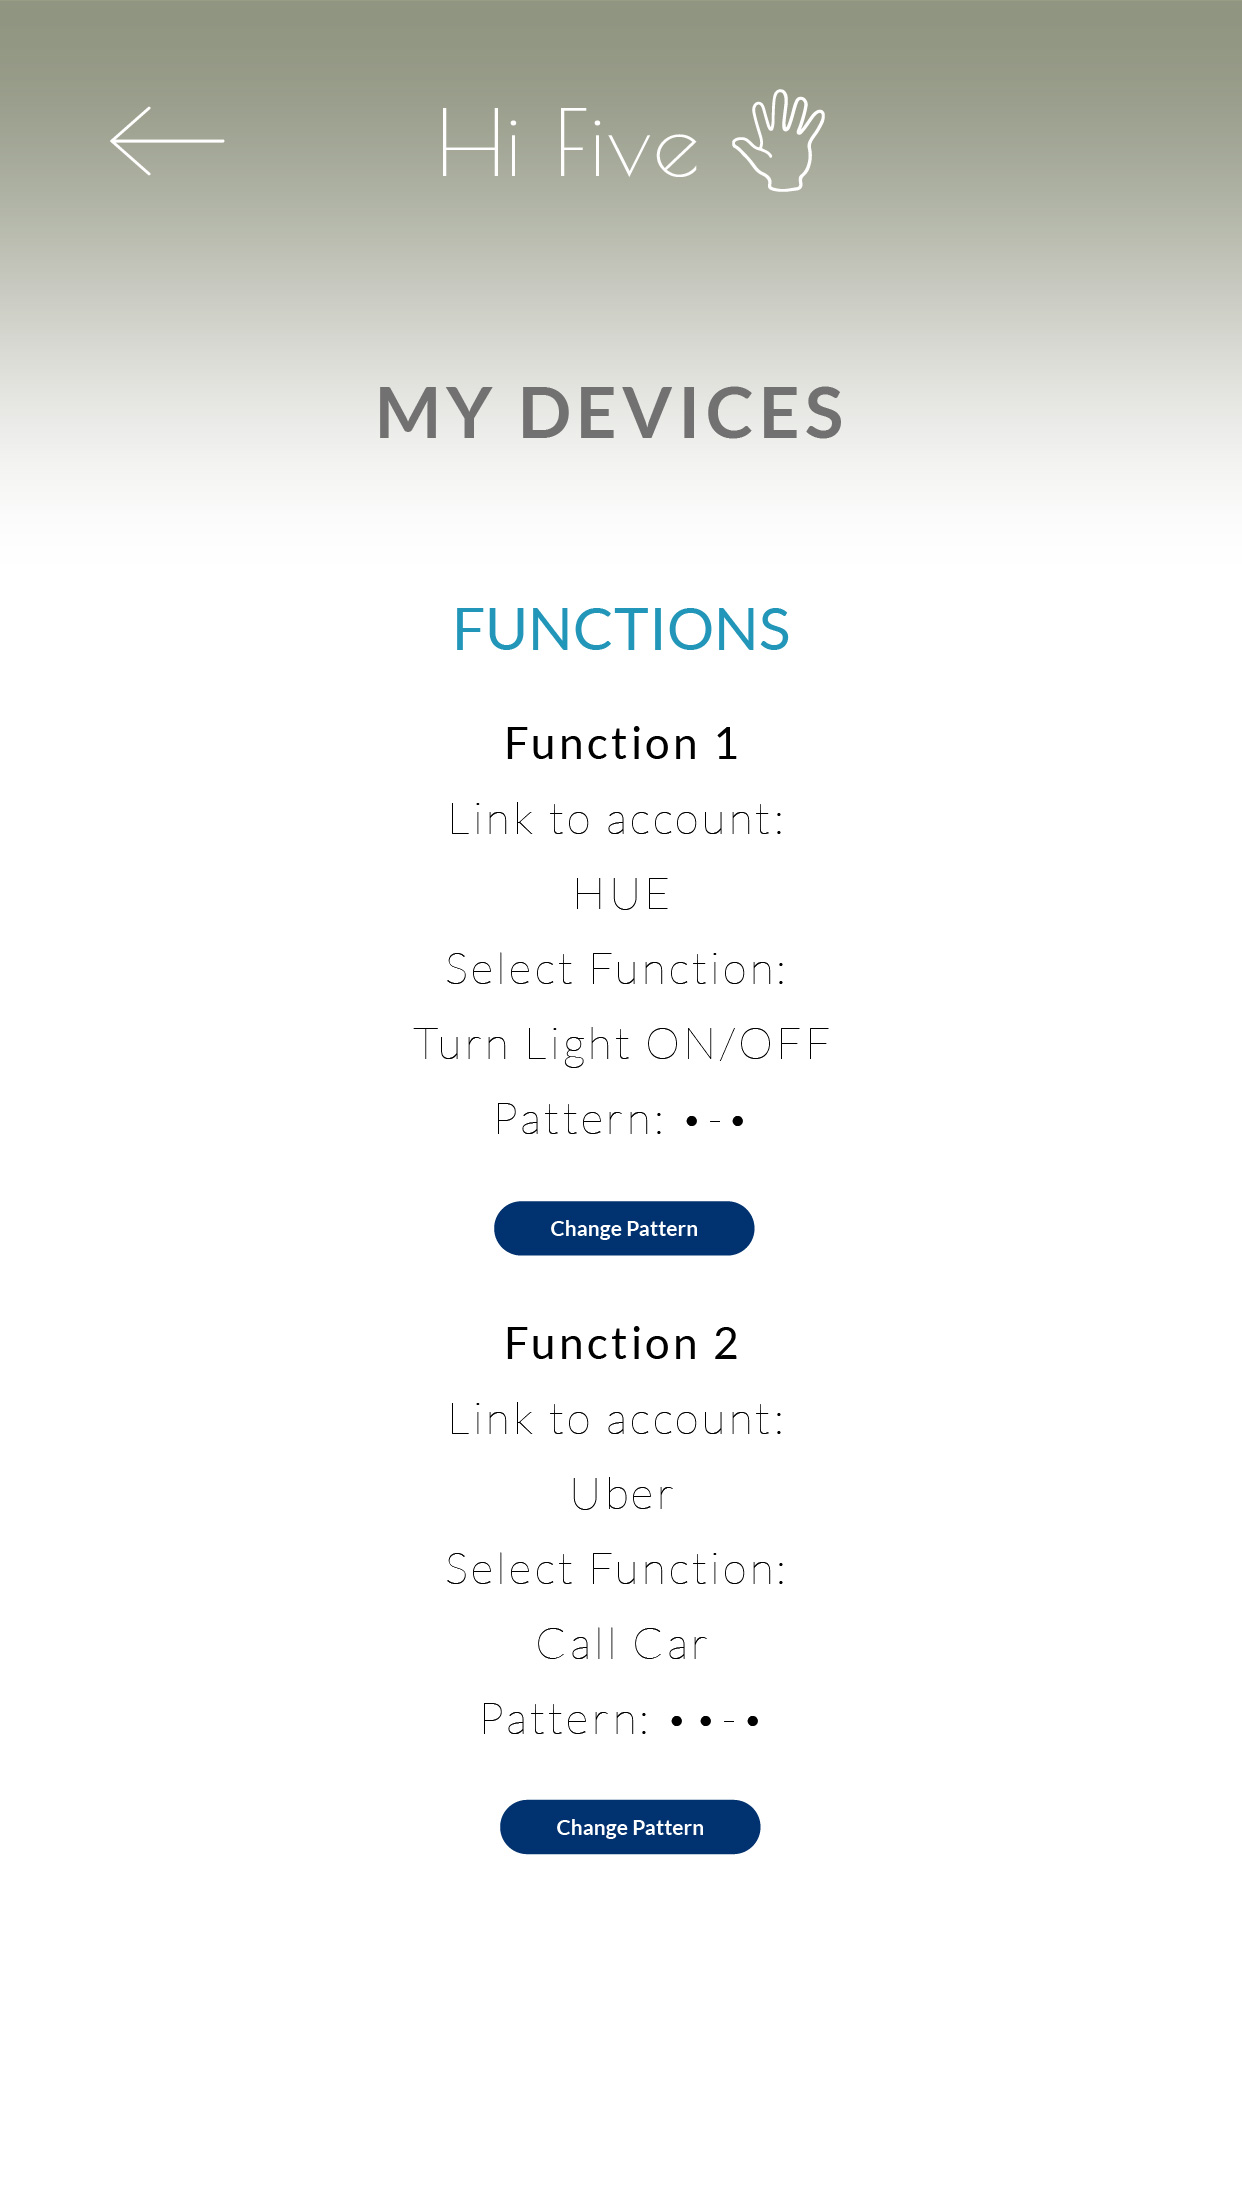 Hi Five
MY DEVICES
FUNCTIONS
Function 1
Link to account:
HUE
Select Function:
Turn Light ON/OFF
Pattern: •-•
Change Pattern
Function 2
Link to account:
Uber
Select Function:
Call Car
Pattern: ••-•
Change Pattern